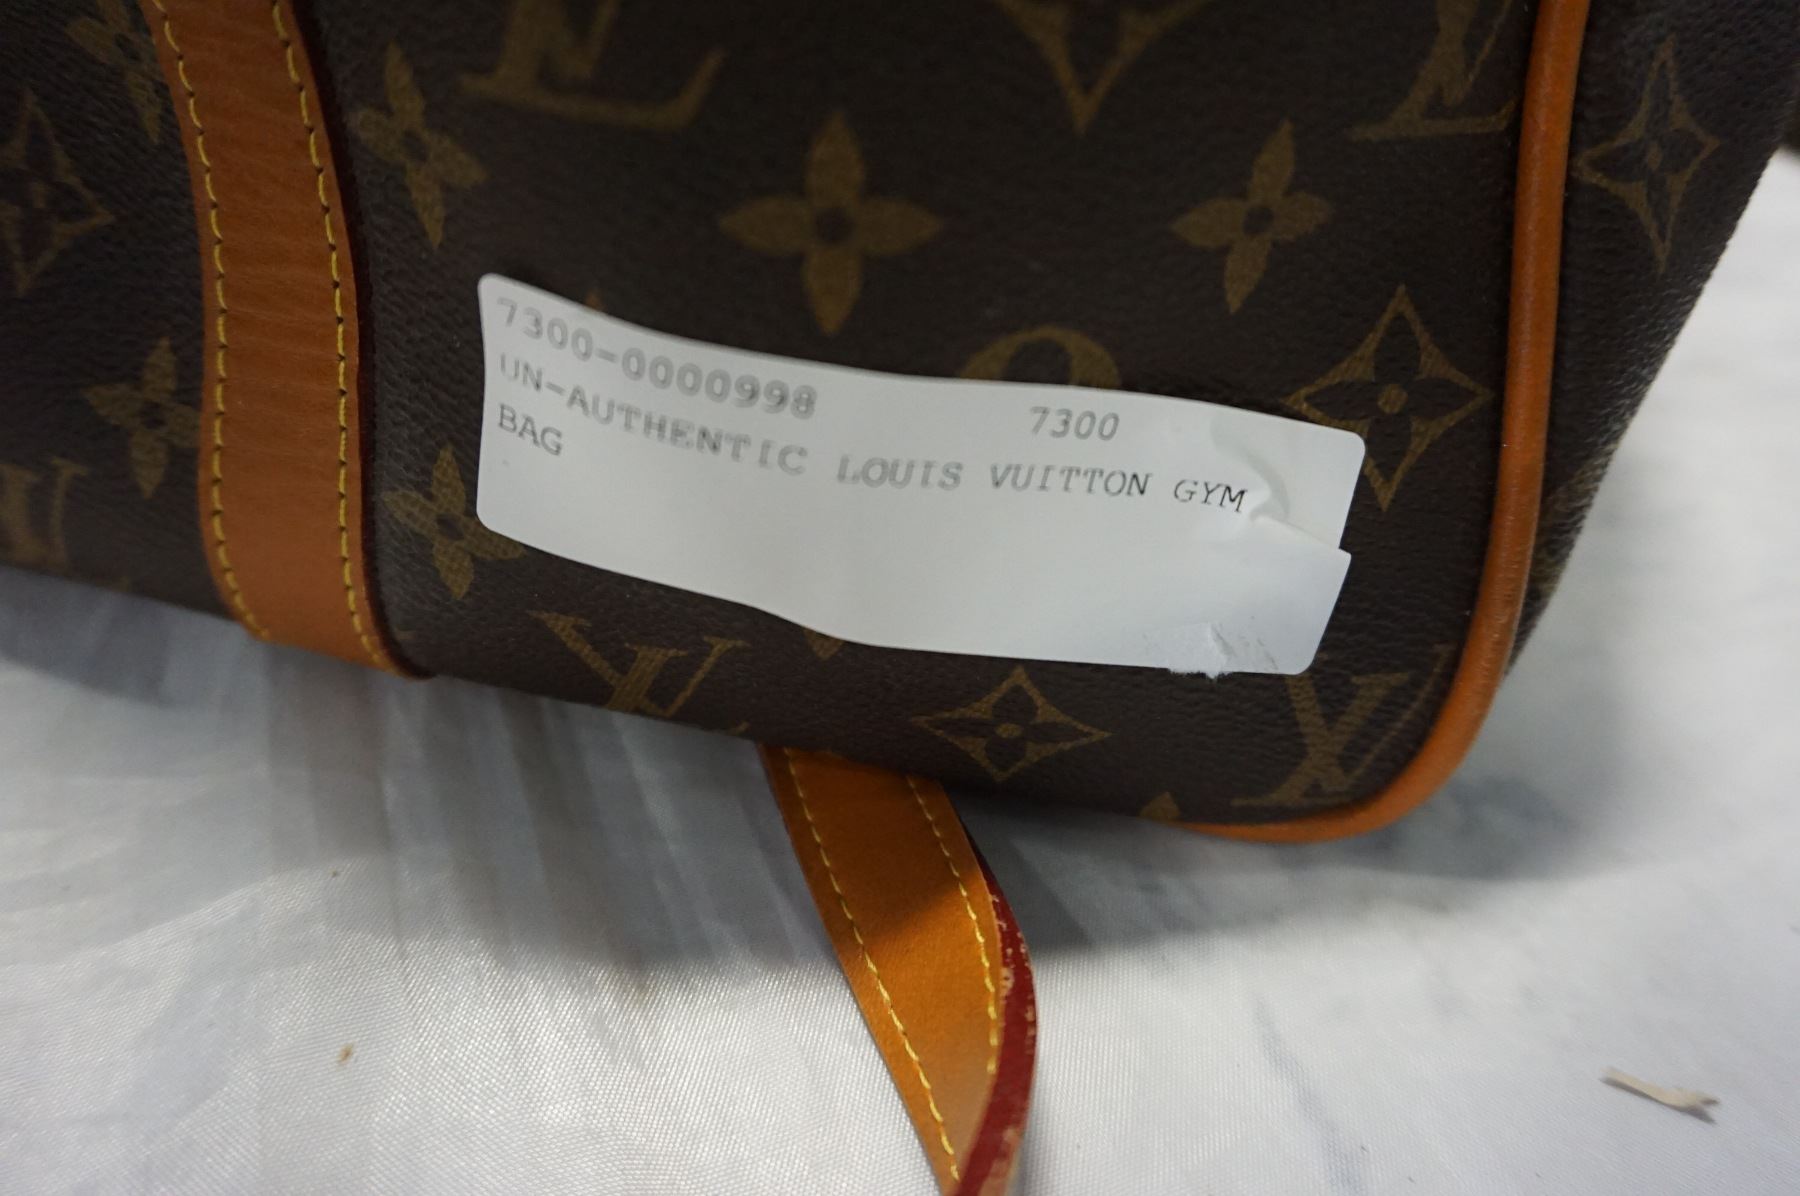 7300-0000998 7300
UN-AUTHENTIC LOUIS VUITTON GYM
BAG